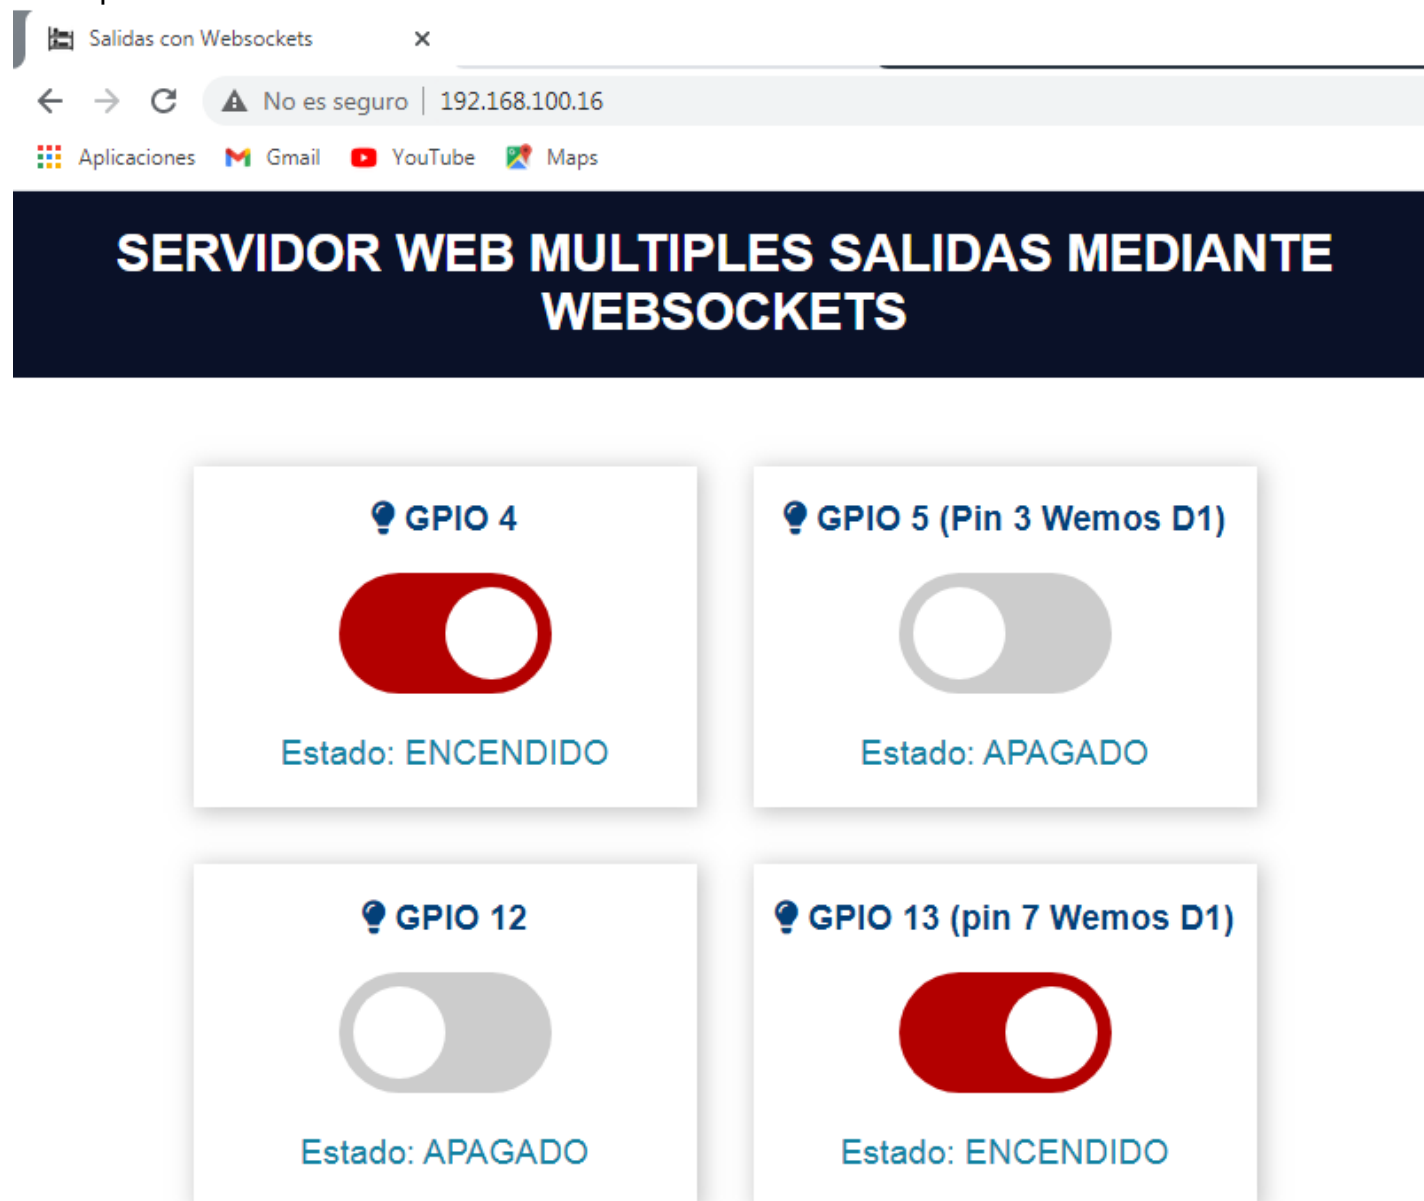 Salidas con Websockets
No es seguro | 192.168.100.16
Aplicaciones Gmail YouTube Maps
SERVIDOR WEB MULTIPLES SALIDAS MEDIANTE
WEBSOCKETS
GPIO 4
Estado: ENCENDIDO
GPIO 5 (Pin 3 Wemos D1)
Estado: APAGADO
GPIO 12
Estado: APAGADO
GPIO 13 (pin 7 Wemos D1)
Estado: ENCENDIDO